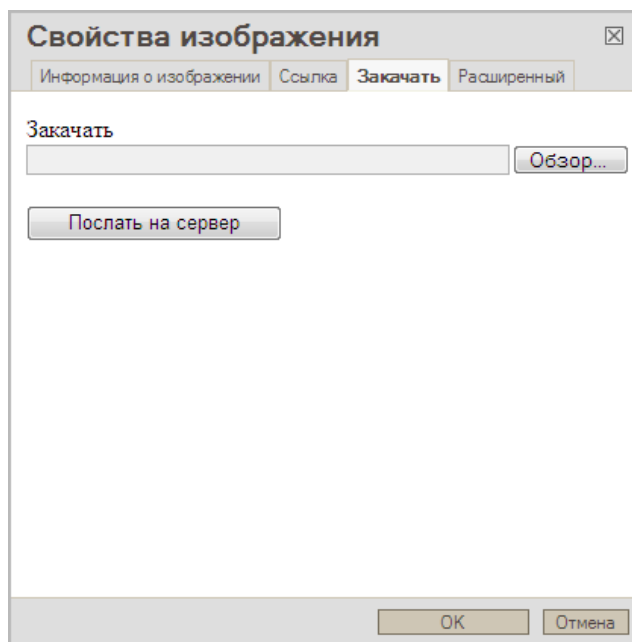 Свойства изображения
Информация о изображении Ссылка Закачать Расширенный
Закачать
Обзор...
Послать на сервер
OK Отмена